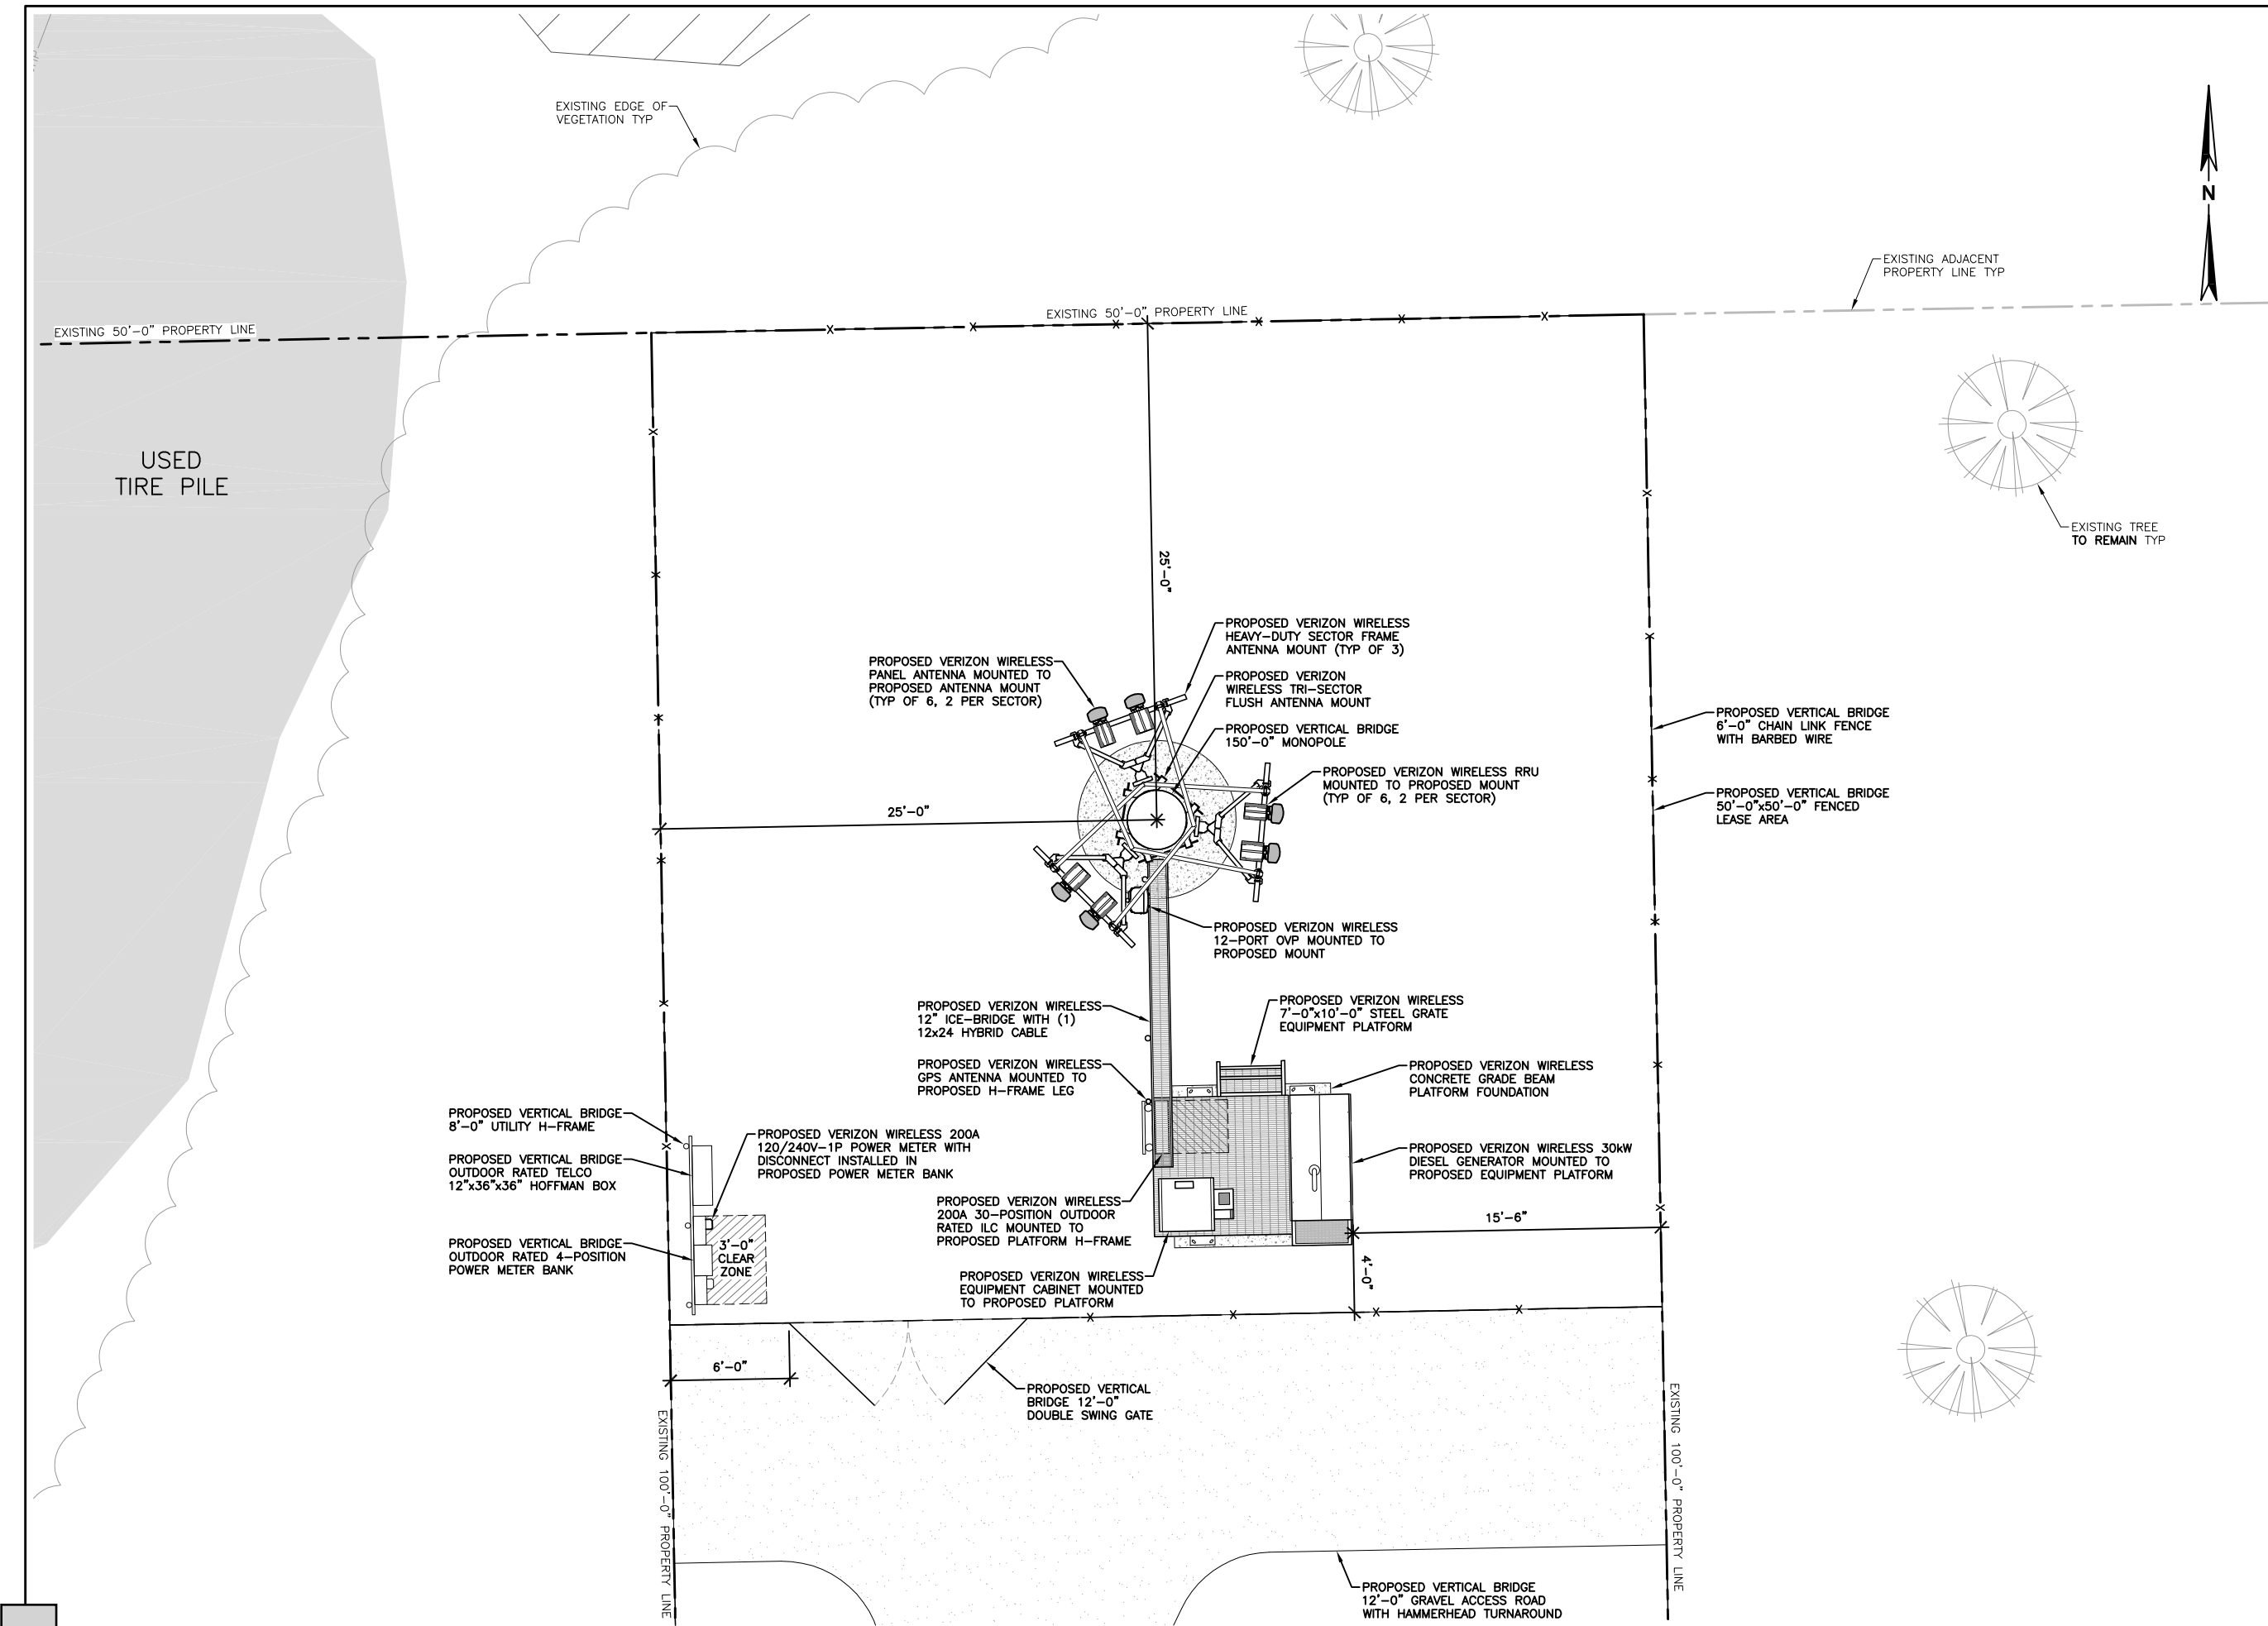 EXISTING EDGE OF
VEGETATION TYP
N
EXISTING ADJACENT
PROPERTY LINE TYP
EXISTING 50'-0" PROPERTY LINE
EXISTING 50'-0" PROPERTY LINE
USED
TIRE PILE
EXISTING TREE
TO REMAIN TYP
25'-0"
PROPOSED VERIZON WIRELESS
HEAVY-DUTY SECTOR FRAME
ANTENNA MOUNT (TYP OF 3)
PROPOSED VERIZON WIRELESS
PANEL ANTENNA MOUNTED TO
PROPOSED ANTENNA MOUNT
(TYP OF 6, 2 PER SECTOR)
PROPOSED VERIZON
WIRELESS TRI-SECTOR
FLUSH ANTENNA MOUNT
PROPOSED VERTICAL BRIDGE
150'-0" MONOPOLE
PROPOSED VERTICAL BRIDGE
6'-0" CHAIN LINK FENCE
WITH BARBED WIRE
PROPOSED VERIZON WIRELESS RRU
MOUNTED TO PROPOSED MOUNT
(TYP OF 6, 2 PER SECTOR)
PROPOSED VERTICAL BRIDGE
50'-0"x50'-0" FENCED
LEASE AREA
25'-0"
PROPOSED VERIZON WIRELESS
12-PORT OVP MOUNTED TO
PROPOSED MOUNT
PROPOSED VERIZON WIRELESS
12" ICE-BRIDGE WITH (1)
12x24 HYBRID CABLE
PROPOSED VERIZON WIRELESS
7'-0"x10'-0" STEEL GRATE
EQUIPMENT PLATFORM
PROPOSED VERIZON WIRELESS
GPS ANTENNA MOUNTED TO
PROPOSED H-FRAME LEG
PROPOSED VERIZON WIRELESS
CONCRETE GRADE BEAM
PLATFORM FOUNDATION
PROPOSED VERTICAL BRIDGE
8'-0" UTILITY H-FRAME
PROPOSED VERIZON WIRELESS 200A
120/240V-1P POWER METER WITH
DISCONNECT INSTALLED IN
PROPOSED POWER METER BANK
PROPOSED VERTICAL BRIDGE
OUTDOOR RATED TELCO
12"x36"x36" HOFFMAN BOX
PROPOSED VERIZON WIRELESS 30kW
DIESEL GENERATOR MOUNTED TO
PROPOSED EQUIPMENT PLATFORM
PROPOSED VERIZON WIRELESS
200A 30-POSITION OUTDOOR
RATED ILC MOUNTED TO
PROPOSED PLATFORM H-FRAME
15'-6"
PROPOSED VERTICAL BRIDGE
OUTDOOR RATED 4-POSITION
POWER METER BANK
3'-0"
CLEAR
ZONE
4'-0"
PROPOSED VERIZON WIRELESS
EQUIPMENT CABINET MOUNTED
TO PROPOSED PLATFORM
6'-0"
PROPOSED VERTICAL
BRIDGE 12'-0"
DOUBLE SWING GATE
EXISTING 100'-0" PROPERTY LINE
EXISTING 100'-0" PROPERTY LINE
PROPOSED VERTICAL BRIDGE
12'-0" GRAVEL ACCESS ROAD
WITH HAMMERHEAD TURNAROUND